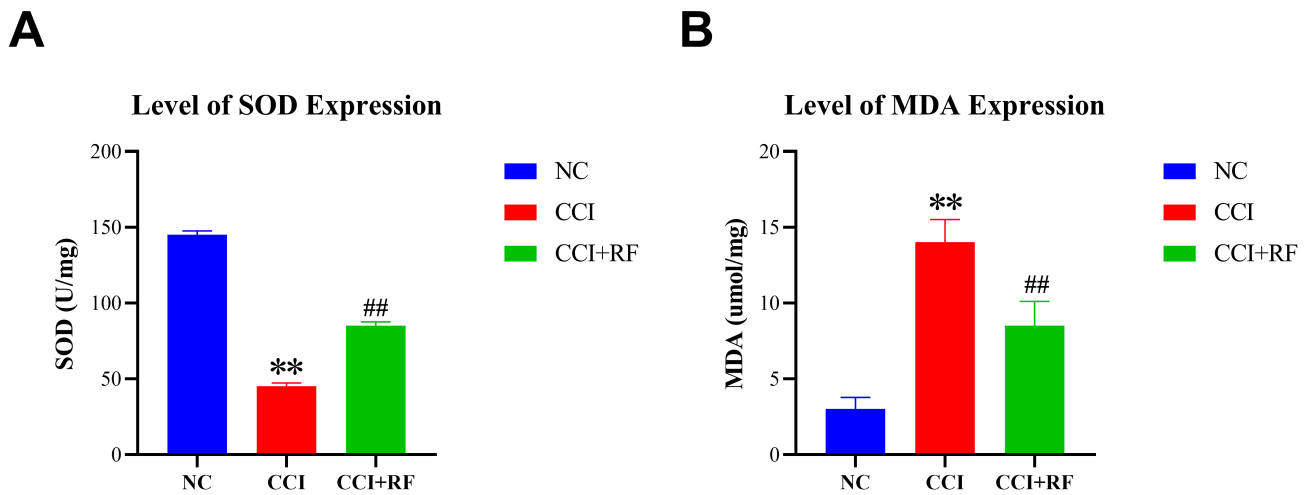 A
Level of SOD Expression
SOD (U/mg)
200
150
100
50
0
**
##
NC
CCI
CCI+RF
NC
CCI
CCI+RF
B
Level of MDA Expression
MDA (umol/mg)
20
15
10
5
0
**
##
NC
CCI
CCI+RF
NC
CCI
CCI+RF